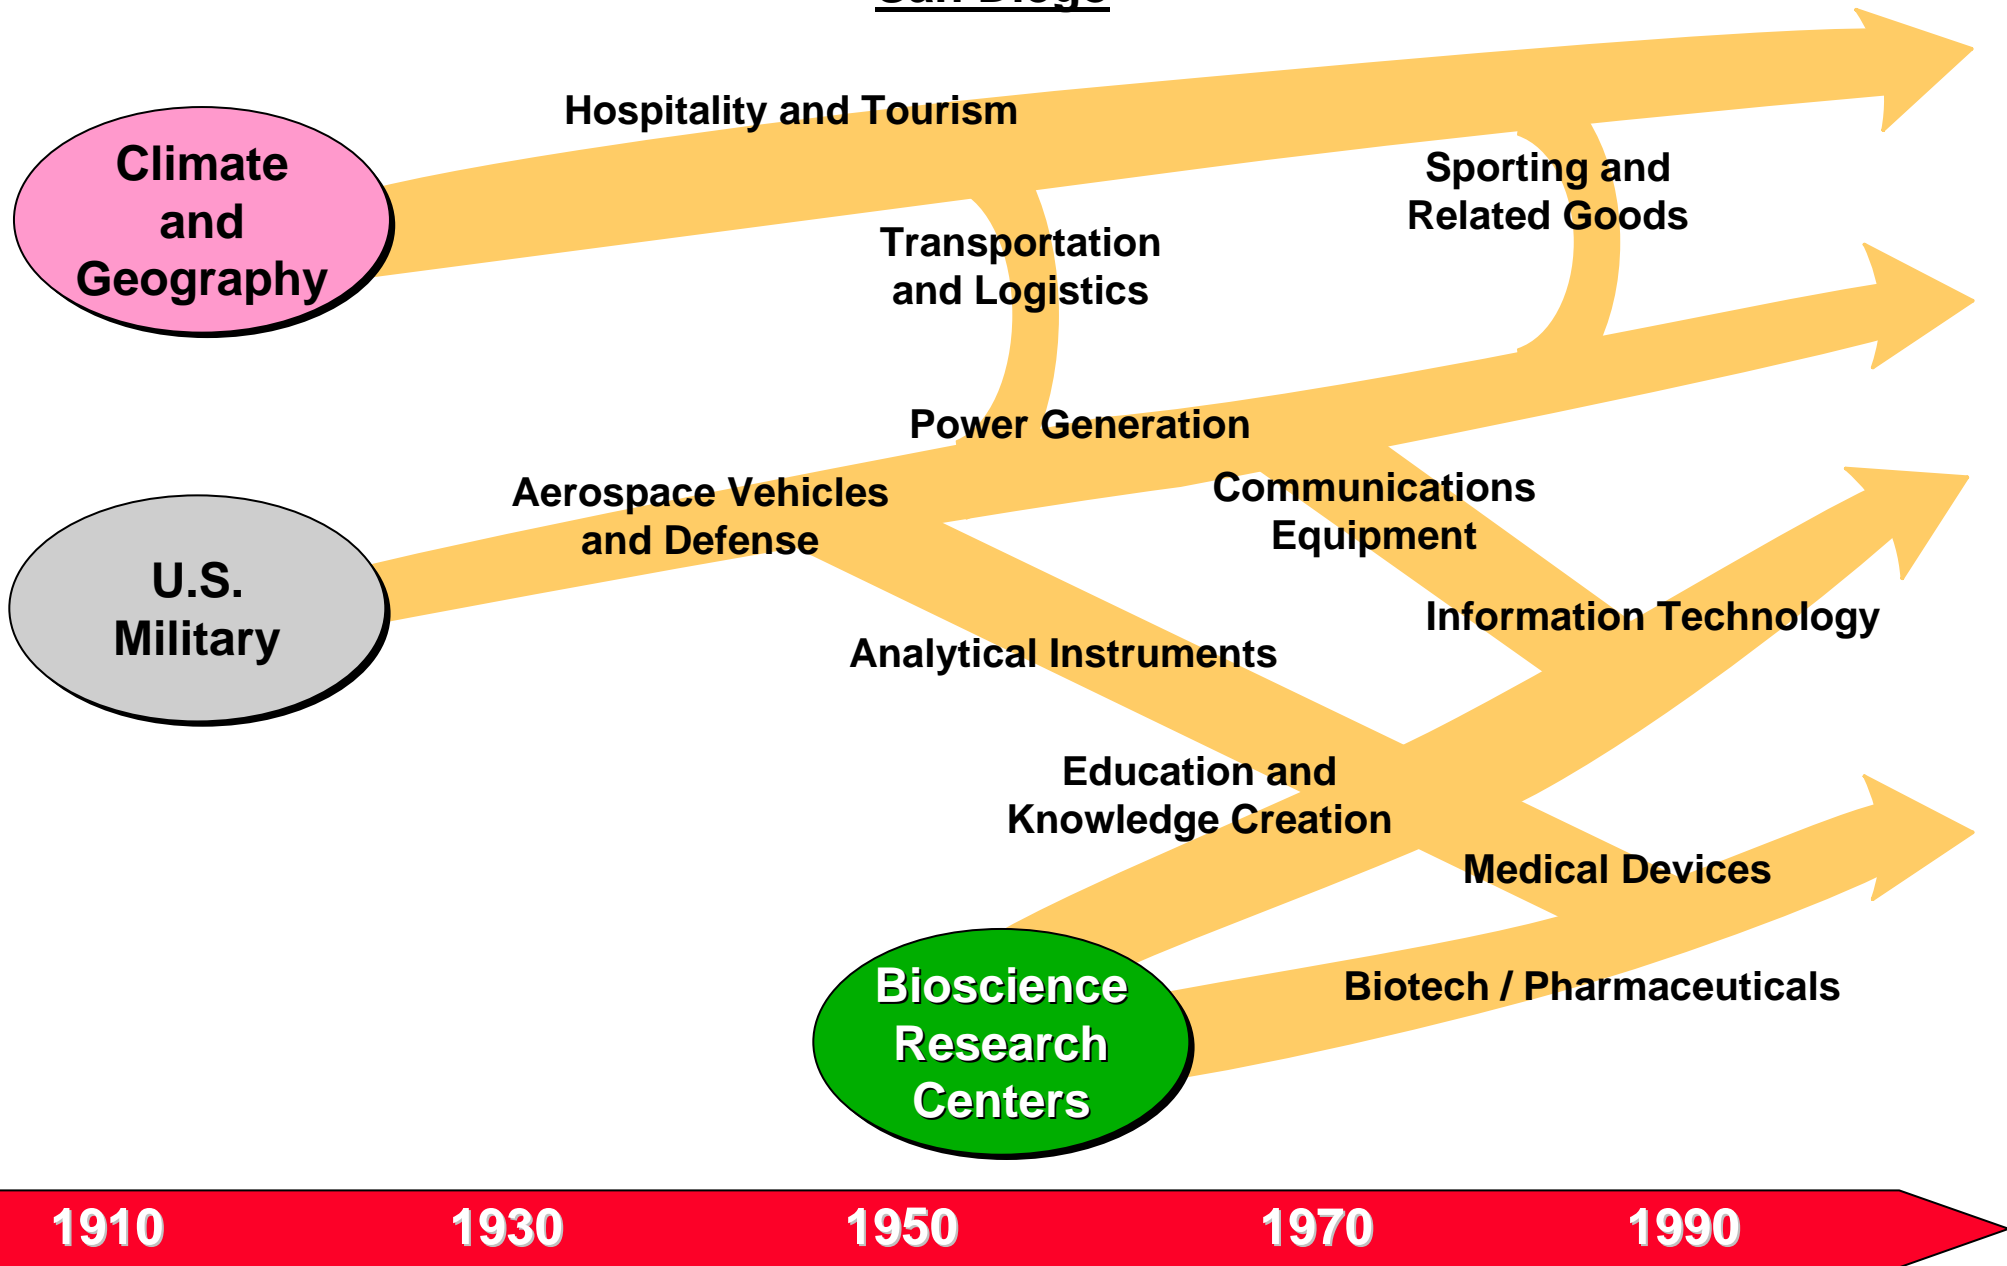 San Diego
Hospitality and Tourism
Climate
and
Geography
Sporting and
Related Goods
Transportation
and Logistics
Power Generation
Aerospace Vehicles
and Defense
Communications
Equipment
U.S.
Military
Information Technology
Analytical Instruments
Education and
Knowledge Creation
Medical Devices
Bioscience
Research
Centers
Biotech / Pharmaceuticals
1910 1930 1950 1970 1990